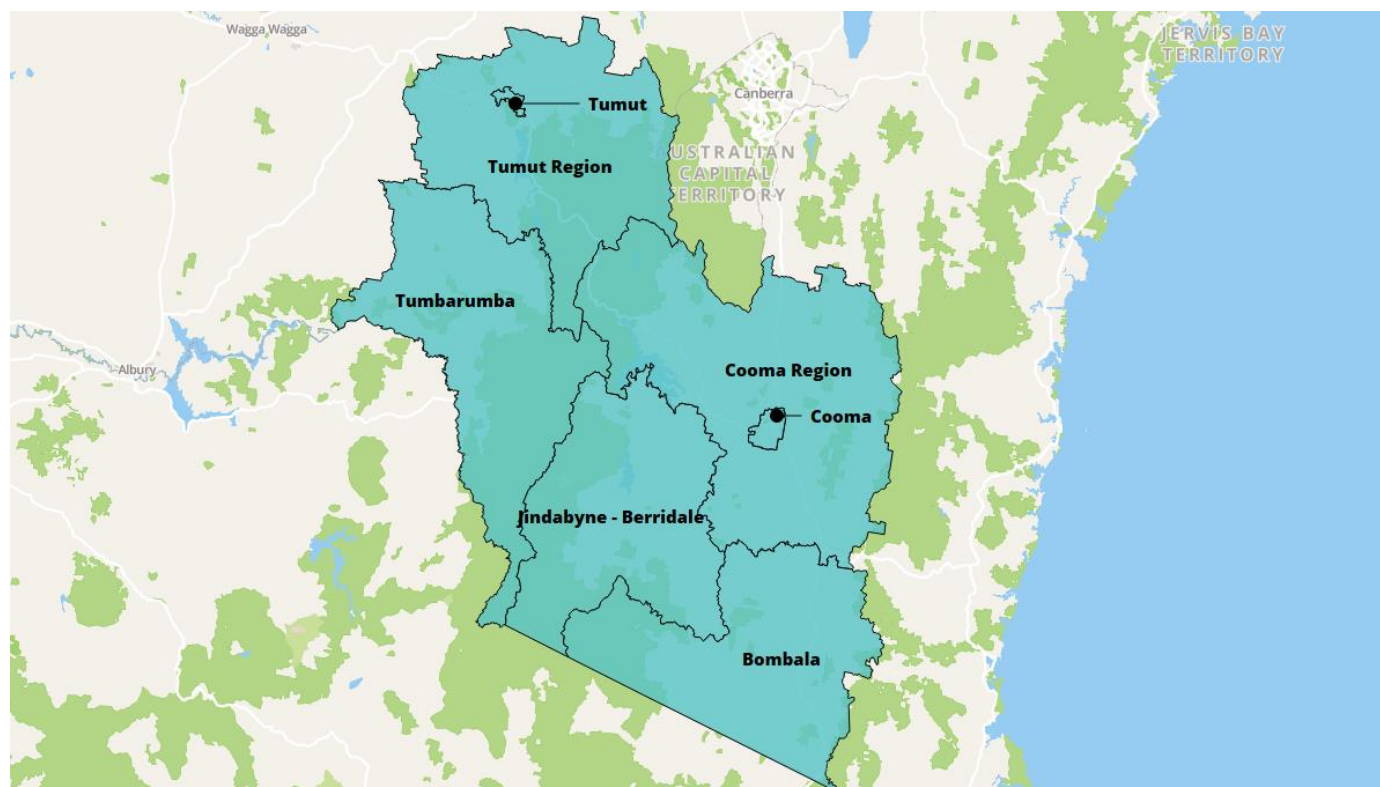 Wagga Wagga
JERVIS BAY
TERRITORY
Canberra
Tumut
USTRALIAN
CAPITAL
ERRITORY
Tumut Region
Tumbarumba
Albury
Cooma Region
Cooma
Jindabyne - Berridale
Bombala